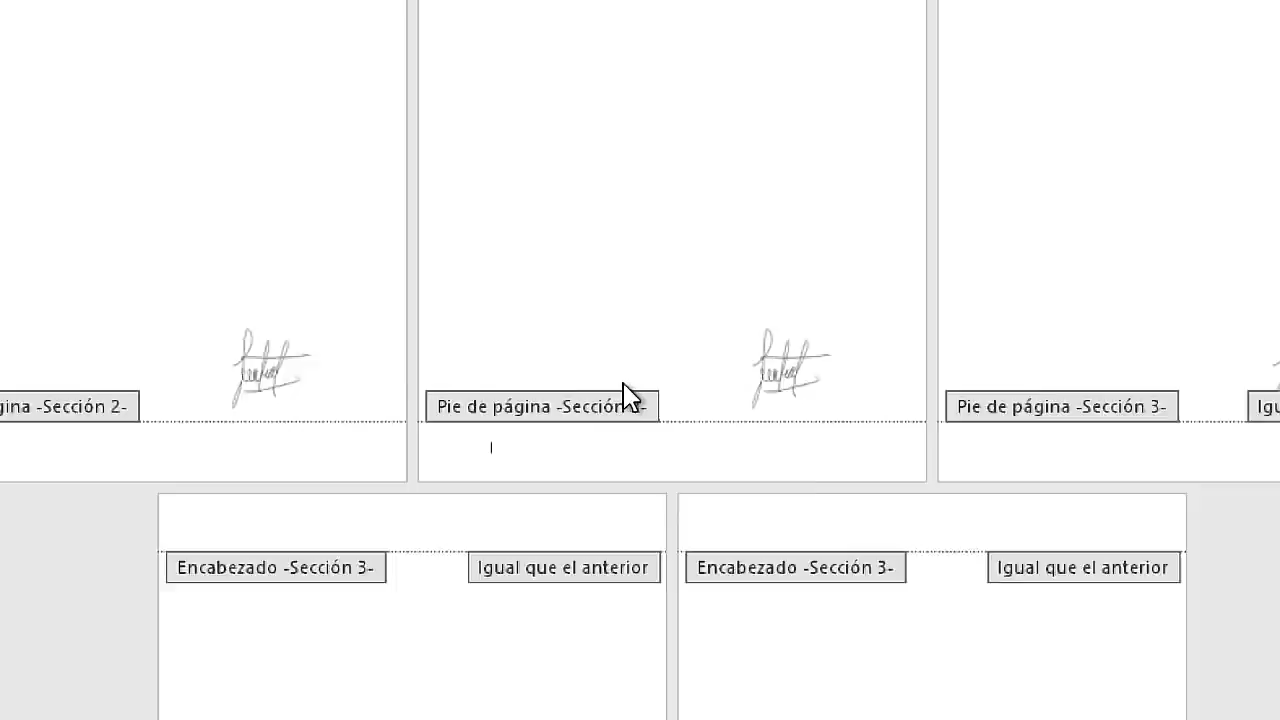 gina -Sección 2-
Pie de página -Sección
Pie de página -Sección 3-
Igu
Encabezado -Sección 3-
Igual que el anterior
Encabezado -Sección 3-
Igual que el anterior